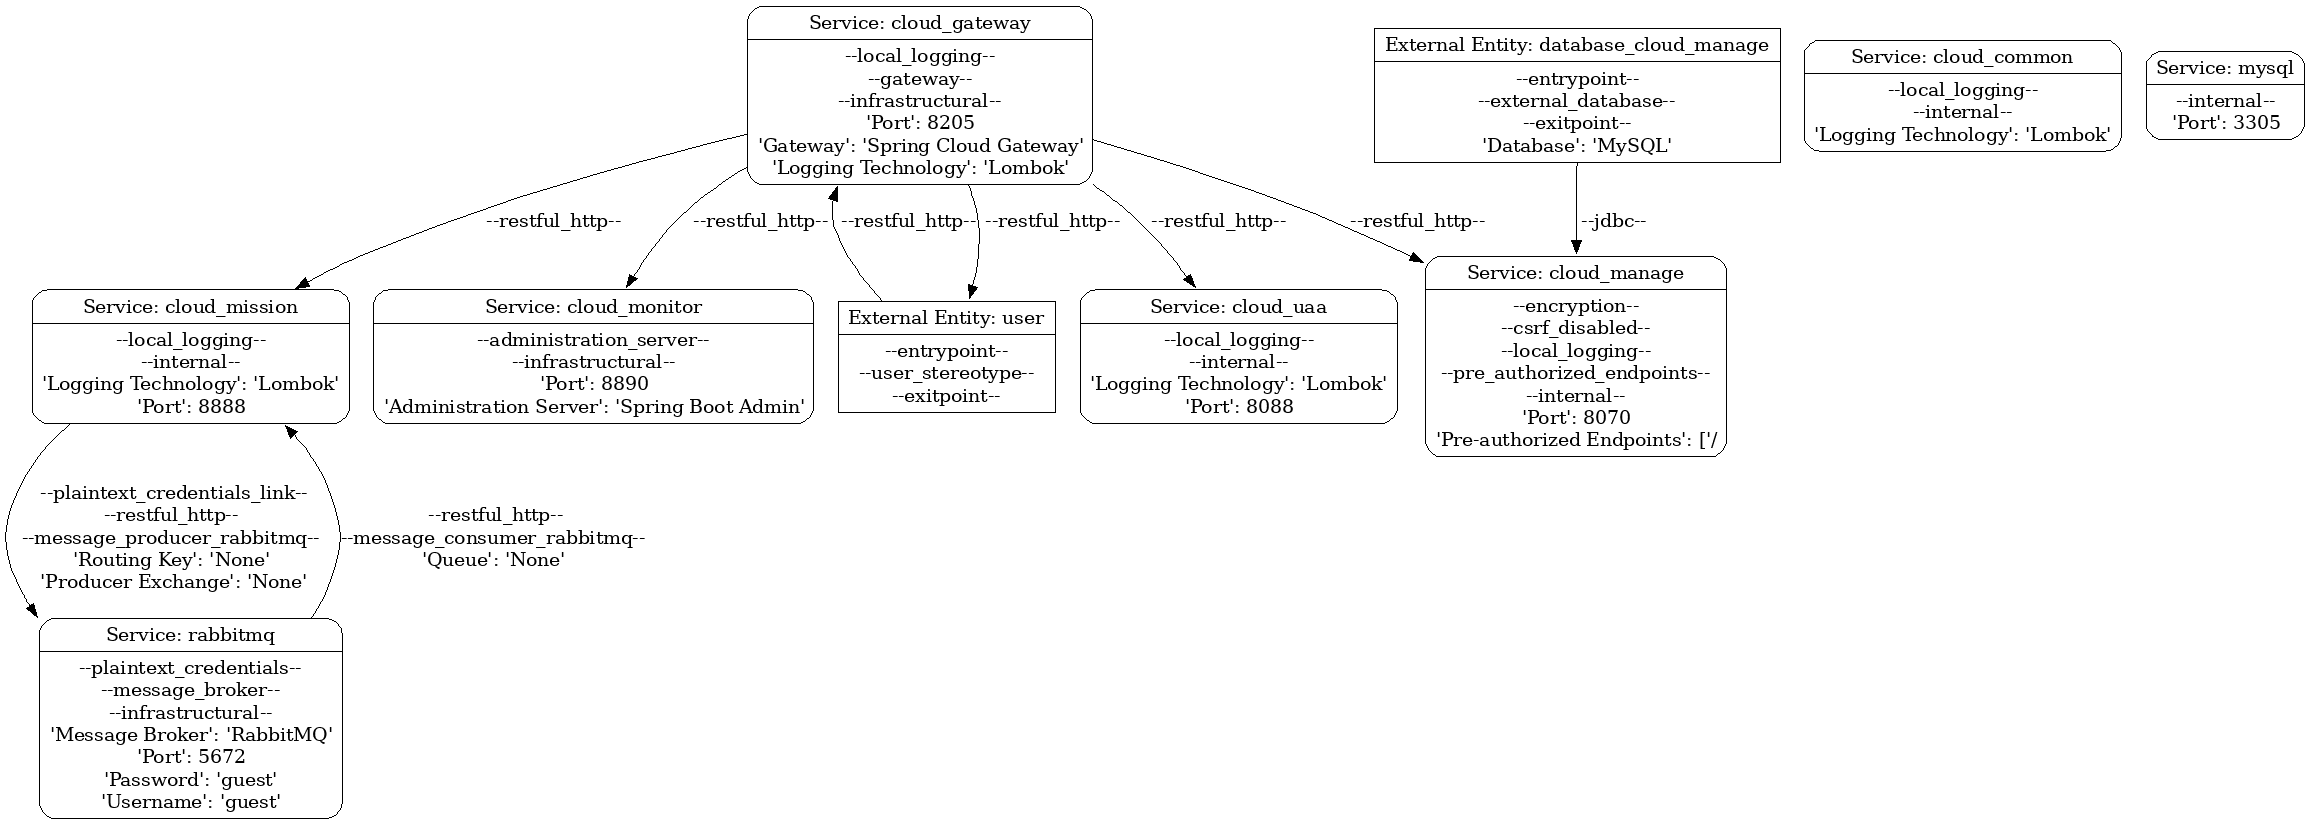 Service: cloud_gateway
--local_logging--
--gateway--
--infrastructural--
'Port': 8205
'Gateway': 'Spring Cloud Gateway'
'Logging Technology': 'Lombok'
External Entity: database_cloud_manage
--entrypoint--
--external_database--
--exitpoint--
'Database': 'MySQL'
Service: cloud_common
--local_logging--
--internal--
'Logging Technology': 'Lombok'
Service: mysql
--internal--
'Port': 3305
--restful_http--
--restful_http--
--restful_http--
--restful_http--
--restful_http--
--restful_http--
--jdbc--
Service: cloud_mission
--local_logging--
--internal--
'Logging Technology': 'Lombok'
'Port': 8888
Service: cloud_monitor
--administration_server--
--infrastructural--
'Port': 8890
'Administration Server': 'Spring Boot Admin'
External Entity: user
--entrypoint--
--user_stereotype--
--exitpoint--
Service: cloud_uaa
--local_logging--
--internal--
'Logging Technology': 'Lombok'
'Port': 8088
Service: cloud_manage
--encryption--
--csrf_disabled--
--local_logging--
--pre_authorized_endpoints--
--internal--
'Port': 8070
'Pre-authorized Endpoints': ['/
--plaintext_credentials_link--
--restful_http--
--message_producer_rabbitmq--
'Routing Key': 'None'
'Producer Exchange': 'None'
--restful_http--
--message_consumer_rabbitmq--
'Queue': 'None'
Service: rabbitmq
--plaintext_credentials--
--message_broker--
--infrastructural--
'Message Broker': 'RabbitMQ'
'Port': 5672
'Password': 'guest'
'Username': 'guest'